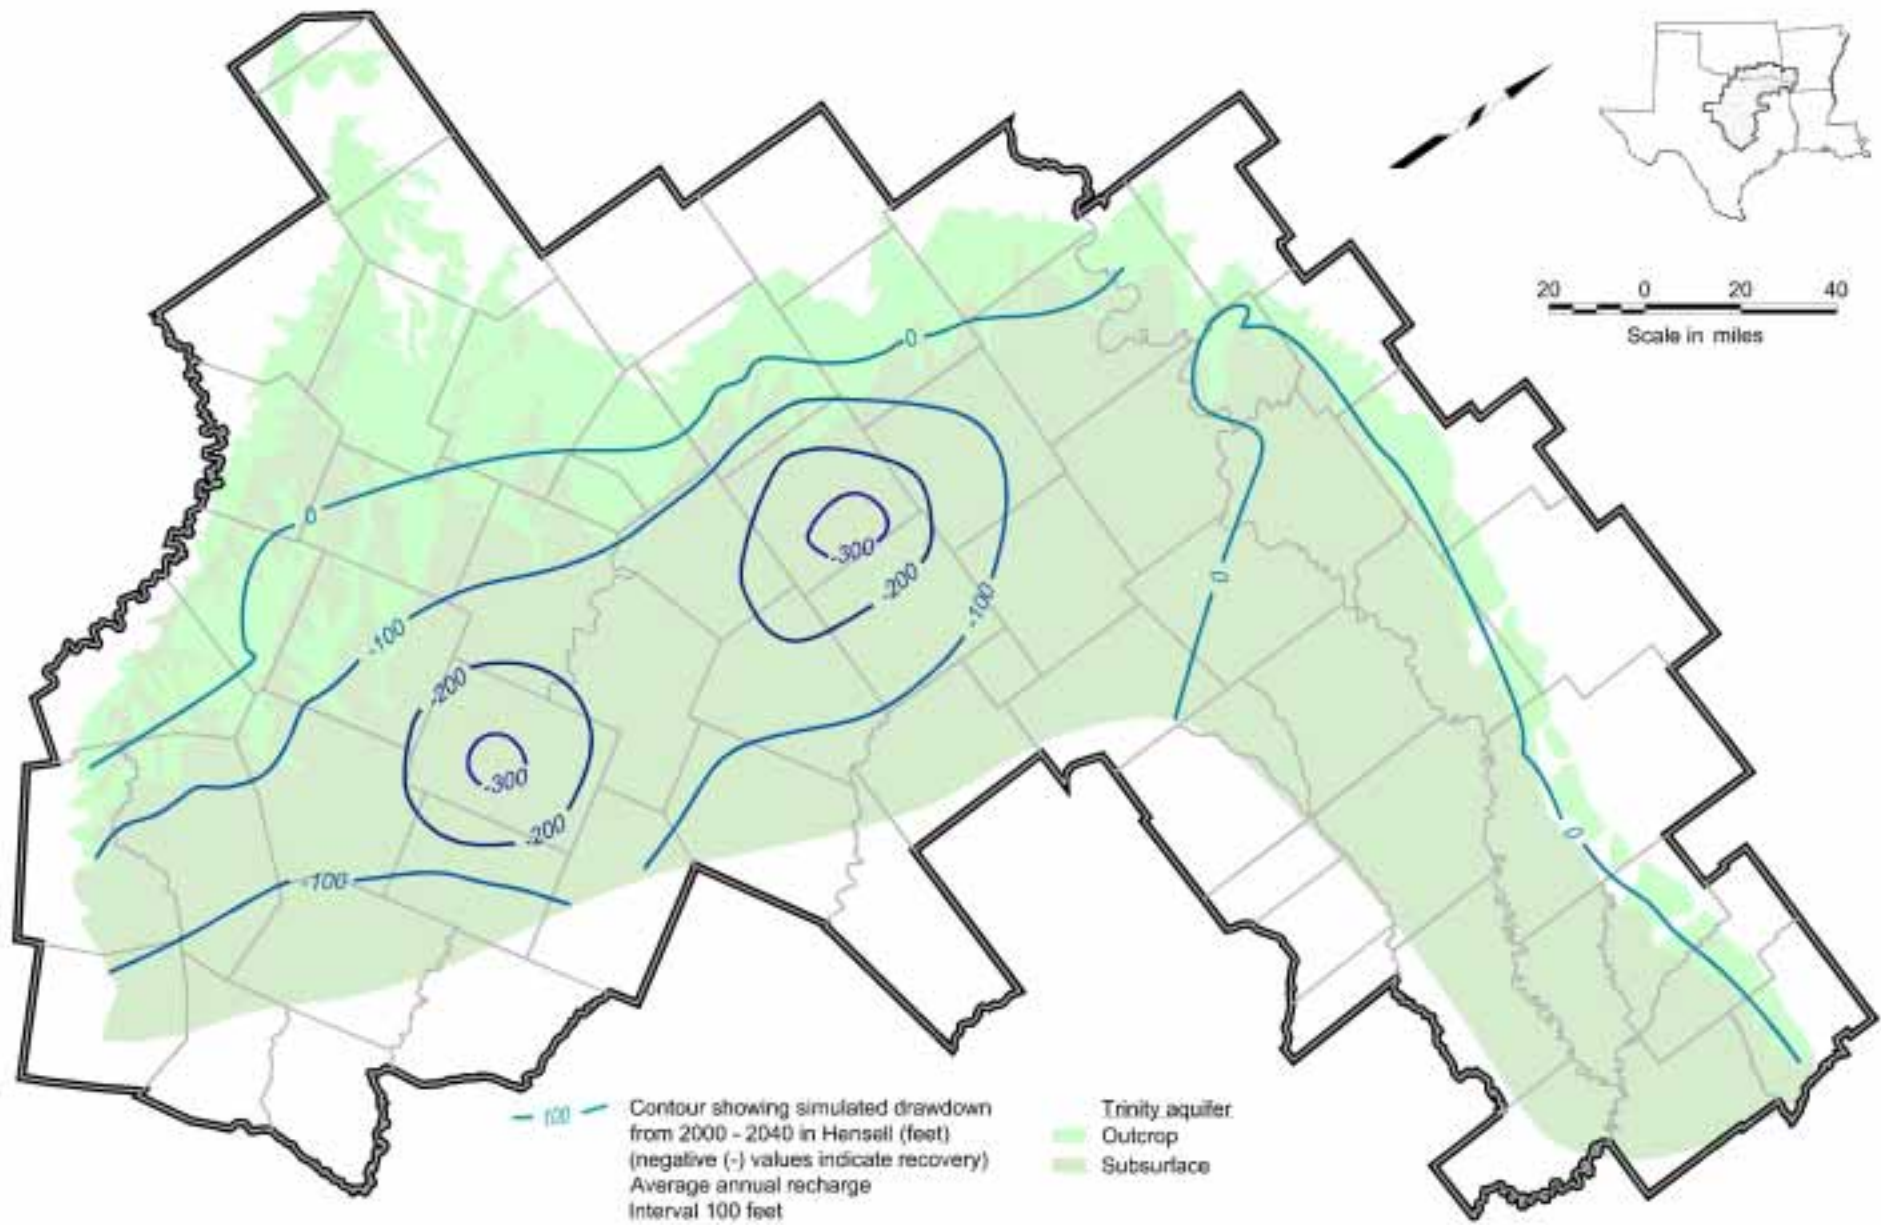 20 0 20 40
Scale in miles
0
0
-300
-200
-100
0
-100
-200
-300
-200
-100
0
100
Contour showing simulated drawdown
from 2000 - 2040 in Hensell (feet)
(negative (-) values indicate recovery)
Average annual recharge
Interval 100 feet
Trinity aquifer
Outcrop
Subsurface